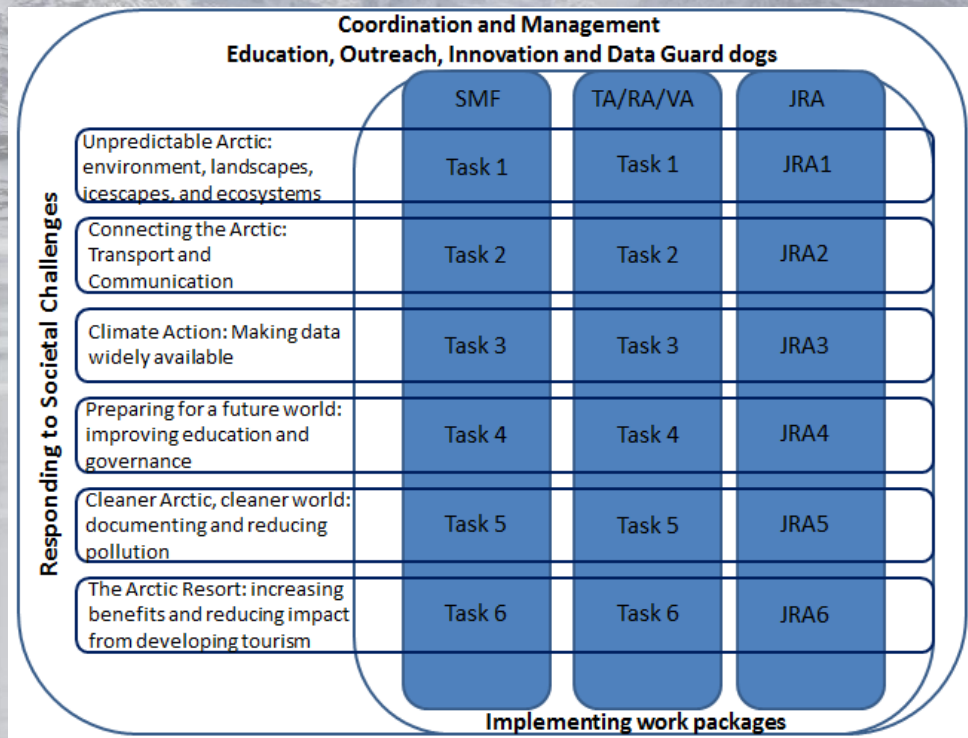 Coordination and Management
Education, Outreach, Innovation and Data Guard dogs
SMF
TA/RA/VA
JRA
Responding to Societal Challenges
Unpredictable Arctic:
environment, landscapes,
icescapes, and ecosystems
Task 1
Task 1
JRA1
Connecting the Arctic:
Transport and
Communication
Task 2
Task 2
JRA2
Climate Action: Making data
widely available
Task 3
Task 3
JRA3
Preparing for a future world:
improving education and
governance
Task 4
Task 4
JRA4
Cleaner Arctic, cleaner world:
documenting and reducing
pollution
Task 5
Task 5
JRA5
The Arctic Resort: increasing
benefits and reducing impact
from developing tourism
Task 6
Task 6
JRA6
Implementing work packages